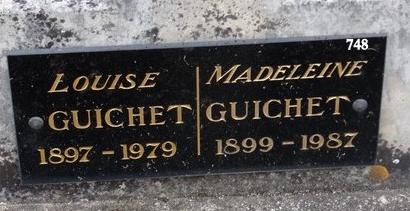 748
LOUISE
GUICHET
1897 - 1979
MADELEINE
GUICHET
1899 - 1987